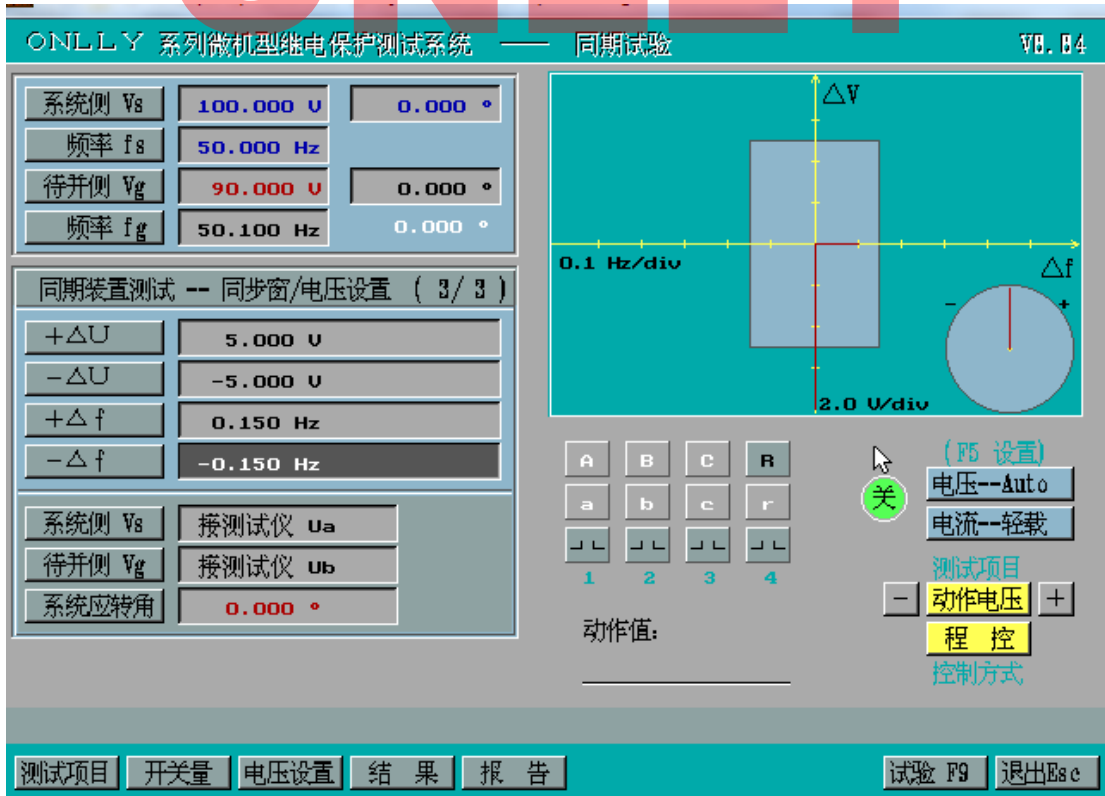 ONLLY 系列微机型继电保护测试系统 —— 同期试验 V8.04
系统侧 Vs 100.000 V 0.000 °
频率 fs 50.000 Hz
待并侧 Vg 90.000 V 0.000 °
频率 fg 50.100 Hz 0.000 °
同期装置测试 -- 同步窗/电压设置 ( 3/ 3 )
+△U 5.000 V
-△U -5.000 V
+△f 0.150 Hz
-△f -0.150 Hz
系统侧 Vs 接测试仪 Ua
待并侧 Vg 接测试仪 Ub
系统应转角 0.000 °
△V
0.1 Hz/div
△f
- +
2.0 V/div
A B C R
a b c r
1 2 3 4
动作值:
关
(F5 设置)
电压--Auto
电流--轻载
测试项目
- 动作电压 +
程 控
控制方式
测试项目 开关量 电压设置 结 果 报 告 试验 F9 退出Esc